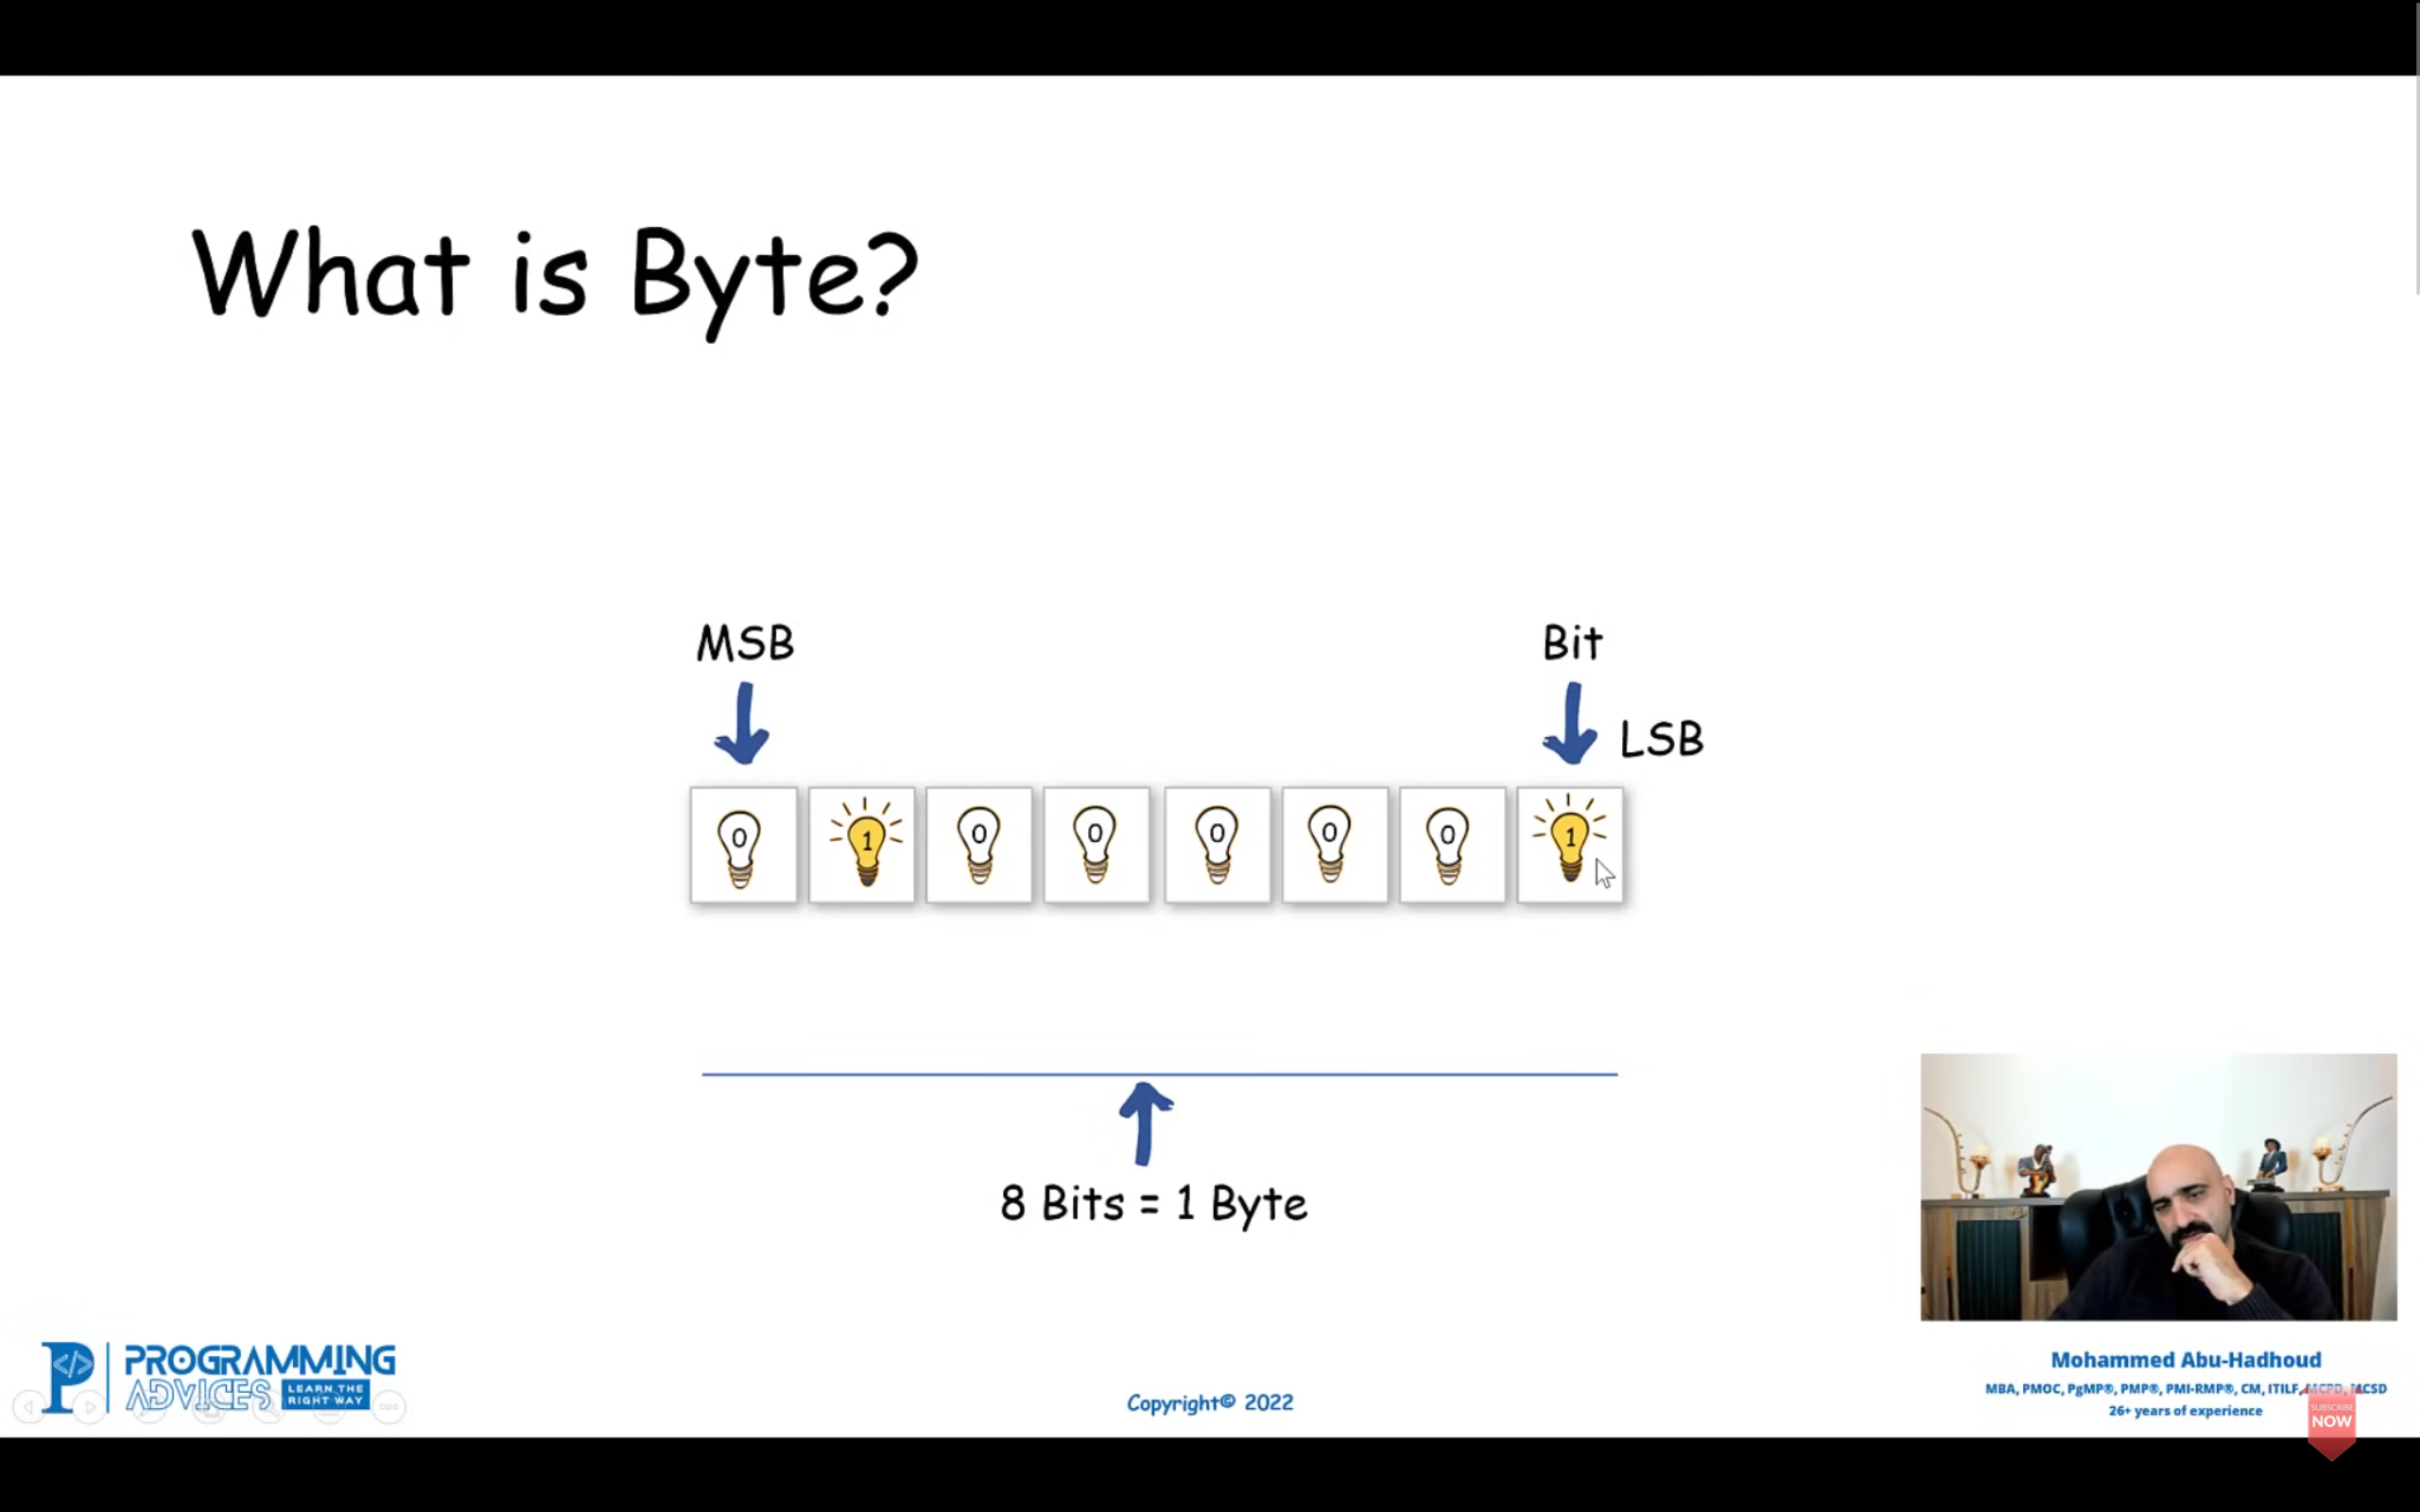 What is Byte?
MSB
Bit
LSB
0 1 0 0 0 0 0 1
8 Bits = 1 Byte
PROGRAMMING
ADVICES
LEARN THE
RIGHT WAY
Copyright© 2022
Mohammed Abu-Hadhoud
MBA, PMOC, PgMP®, PMP®, PMI-RMP®, CM, ITILF, MCPD, MCSD
26+ years of experience
SUBSCRIBE
NOW